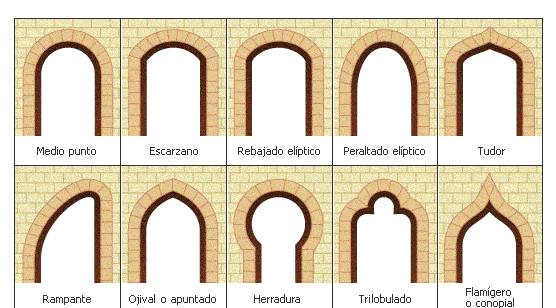 Medio punto
Escarzano
Rebajado elíptico
Peraltado elíptico
Tudor
Rampante
Ojival o apuntado
Herradura
Trilobulado
Flamígero
o conopial